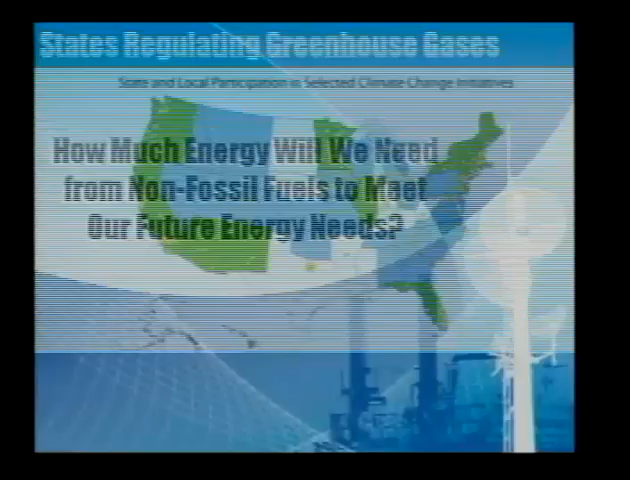 States Regulating Greenhouse Gases
State and Local Participation in Selected Climate Change Initiatives
How Much Energy Will We Need
from Non-Fossil Fuels to Meet
Our Future Energy Needs?